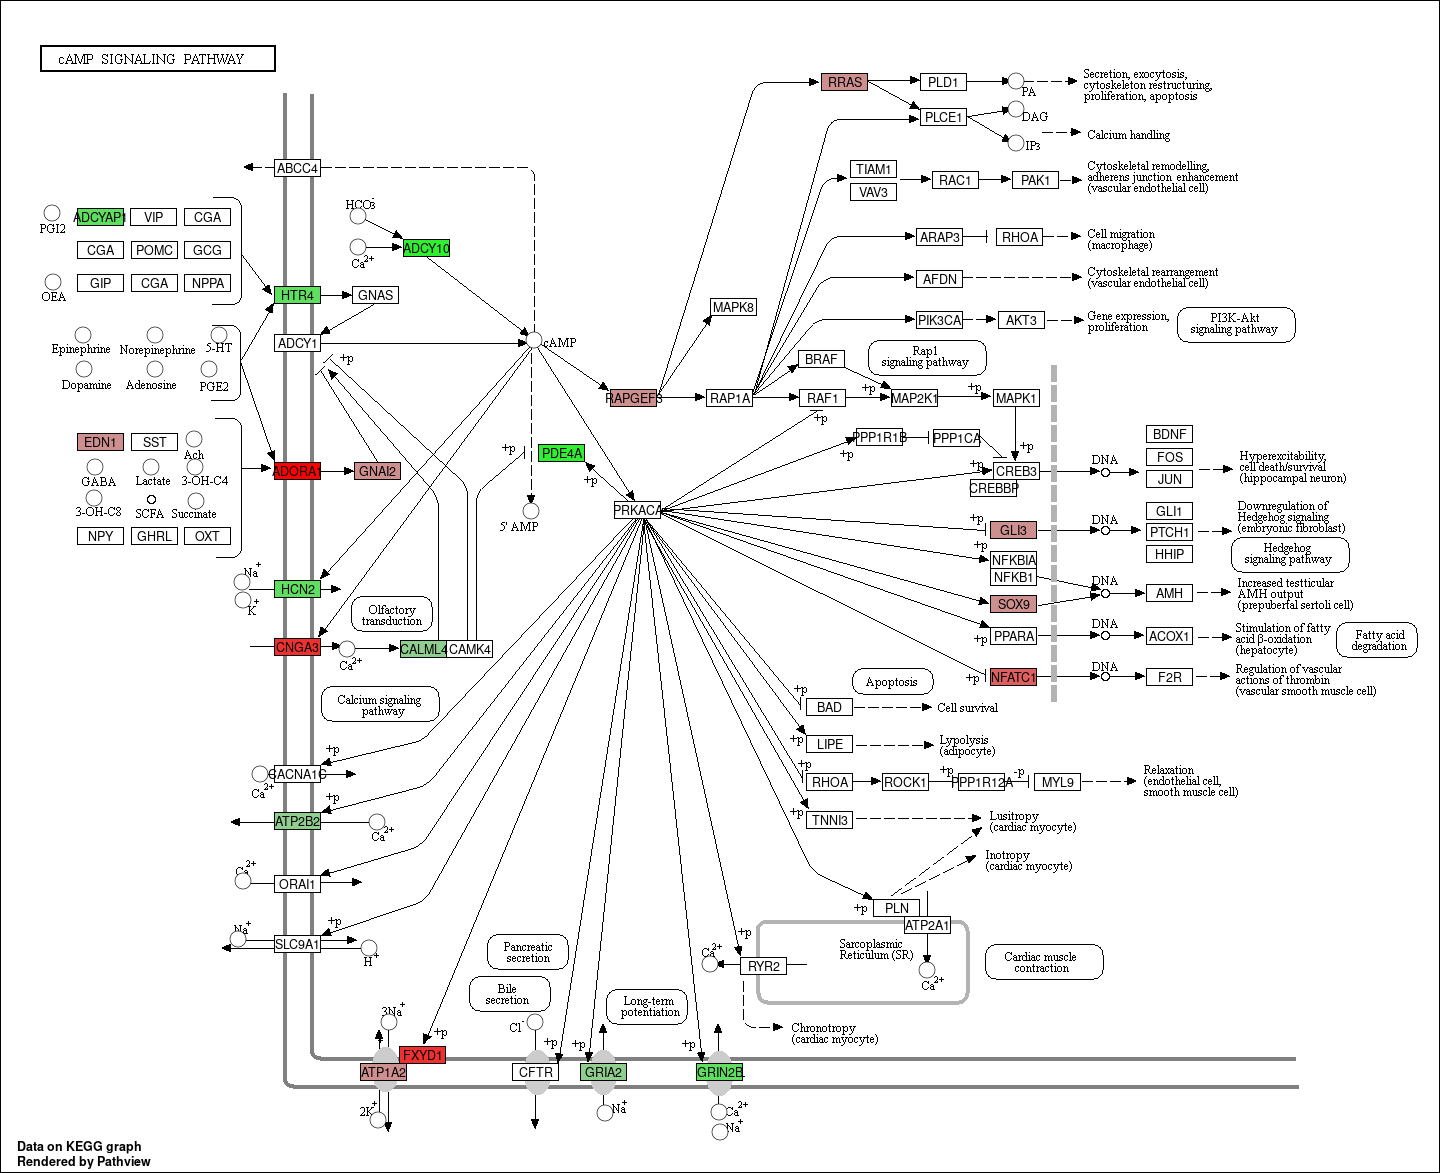 cAMP SIGNALING PATHWAY
RRAS
PLD1
PA
Secretion, exocytosis,
cytoskeleton restructuring,
proliferation, apoptosis
PLCE1
DAG
IP3
Calcium handling
ABCC4
TIAM1
VAV3
RAC1
PAK1
Cytoskeletal remodelling,
adherens junction enhancement
(vascular endothelial cell)
PGI2
ADCYAP1
VIP
CGA
HCO3-
Ca2+
ADCY10
CGA
POMC
GCG
OEA
GIP
CGA
NPPA
ARAP3
RHOA
Cell migration
(macrophage)
AFDN
Cytoskeletal rearrangement
(vascular endothelial cell)
HTR4
GNAS
MAPK8
PIK3CA
AKT3
Gene expression,
proliferation
PI3K-Akt
signaling pathway
Epinephrine
Norepinephrine
5-HT
Dopamine
Adenosine
PGE2
ADCY1
+p
cAMP
BRAF
Rap1
signaling pathway
RAPGEF3
RAP1A
RAF1
+p
MAP2K1
+p
MAPK1
+p
+p
EDN1
SST
Ach
GABA
Lactate
3-OH-C4
3-OH-C8
SCFA
Succinate
NPY
GHRL
OXT
ADORA1
GNAI2
+p
PDE4A
+p
5' AMP
PRKACA
PPP1R1B
+p
PPP1CA
+p
CREB3
CREBBP
DNA
BDNF
FOS
JUN
Hyperexcitability,
cell death/survival
(hippocampal neuron)
+p
GLI3
DNA
GLI1
PTCH1
HHIP
Downregulation of
Hedgehog signaling
(embryonic fibroblast)
Hedgehog
signaling pathway
+p
NFKBIA
NFKB1
DNA
+p
SOX9
AMH
Increased testticular
AMH output
(prepuberfal sertoli cell)
+p
PPARA
DNA
ACOX1
Stimulation of fatty
acid β-oxidation
(hepatocyte)
Fatty acid
degradation
+p
NFATC1
DNA
F2R
Regulation of vascular
actions of thrombin
(vascular smooth muscle cell)
Na+
K+
HCN2
CNGA3
Ca2+
Olfactory
transduction
CALML4
CAMK4
Calcium signaling
pathway
Apoptosis
+p
BAD
Cell survival
+p
LIPE
Lypolysis
(adipocyte)
+p
RHOA
ROCK1
+p
PPP1R12A
-p
MYL9
Relaxation
(endothelial cell,
smooth muscle cell)
+p
TNNI3
Lusitropy
(cardiac myocyte)
Inotropy
(cardiac myocyte)
+p
CACNA1C
Ca2+
+p
ATP2B2
Ca2+
Ca2+
ORAI1
+p
Na+
SLC9A1
H+
+p
PLN
ATP2A1
Sarcoplasmic
Reticulum (SR)
Ca2+
Cardiac muscle
contraction
+p
Ca2+
RYR2
Chronotropy
(cardiac myocyte)
Pancreatic
secretion
Bile
secretion
Long-term
potentiation
3Na+
+p
FXYD1
ATP1A2
2K+
Cl-
+p
CFTR
+p
GRIA2
Na+
+p
GRIN2B
Ca2+
Na+
Data on KEGG graph
Rendered by Pathview